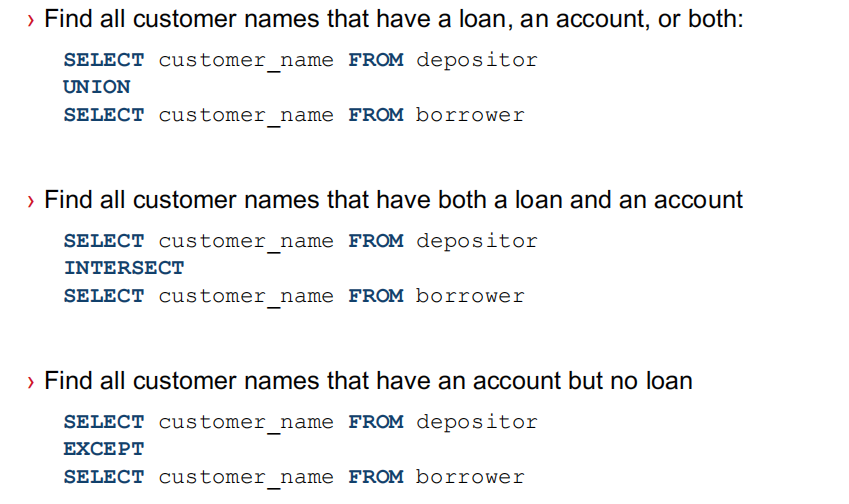 › Find all customer names that have a loan, an account, or both:
SELECT customer_name FROM depositor
UNION
SELECT customer_name FROM borrower
› Find all customer names that have both a loan and an account
SELECT customer_name FROM depositor
INTERSECT
SELECT customer_name FROM borrower
› Find all customer names that have an account but no loan
SELECT customer_name FROM depositor
EXCEPT
SELECT customer_name FROM borrower